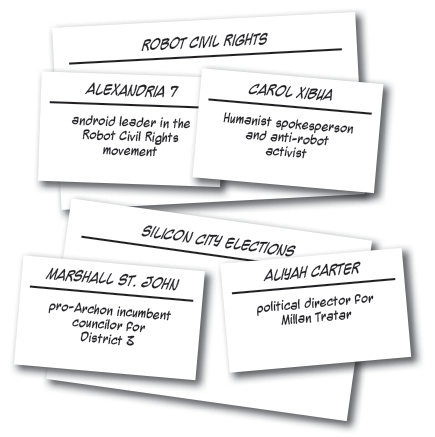 ROBOT CIVIL RIGHTS
ALEXANDRIA 7
android leader in the
Robot Civil Rights
movement
CAROL XIBUA
Humanist spokesperson
and anti-robot
activist
SILICON CITY ELECTIONS
MARSHALL ST. JOHN
pro-Archon incumbent
councilor for
District 3
ALIYAH CARTER
political director for
Millan Tratar